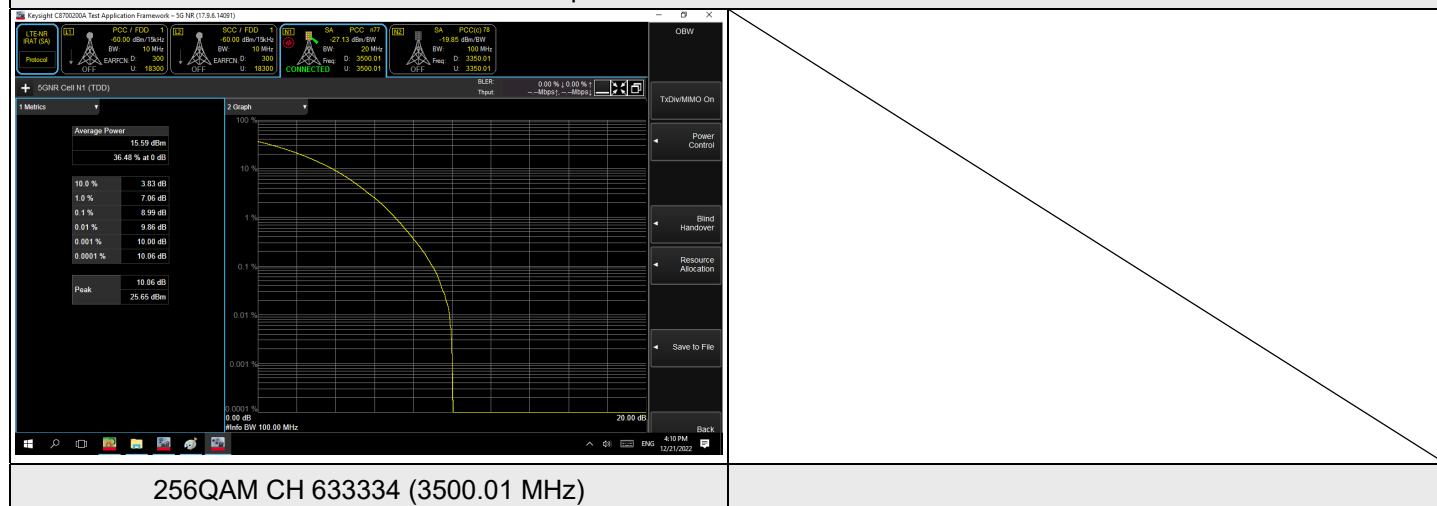 Keysight C8700200A Test Application Framework - 5G NR (17.9.6.14091)
LTE-NR
IRAT (SA)
Protocol
L1
PCC / FDD 1
-60.00 dBm/15kHz
BW: 10 MHz
EARFCN: D: 300
U: 18300
OFF
L2
SCC / FDD 1
-60.00 dBm/15kHz
BW: 10 MHz
EARFCN: D: 300
U: 18300
OFF
N1
SA PCC n77
-27.13 dBm/BW
BW: 20 MHz
Freq: D: 3500.01
U: 3500.01
CONNECTED
N2
SA PCC(c) 78
-19.85 dBm/BW
BW: 100 MHz
Freq: D: 3350.01
U: 3350.01
OFF
OBW
+ 5GNR Cell N1 (TDD)
BLER: 0.00 % ↓ 0.00 % ↑
Thput: --.--Mbps↑, --.--Mbps↓
1 Metrics
2 Graph
Average Power
15.59 dBm
36.48 % at 0 dB
10.0 % 3.83 dB
1.0 % 7.06 dB
0.1 % 8.99 dB
0.01 % 9.86 dB
0.001 % 10.00 dB
0.0001 % 10.06 dB
Peak
10.06 dB
25.65 dBm
100 %
10 %
1 %
0.1 %
0.01 %
0.001 %
0.0001 %
0.00 dB
20.00 dB
#Info BW 100.00 MHz
TxDiv/MIMO On
Power
Control
Blind
Handover
Resource
Allocation
Save to File
Back
ENG
4:10 PM
12/21/2022
256QAM CH 633334 (3500.01 MHz)